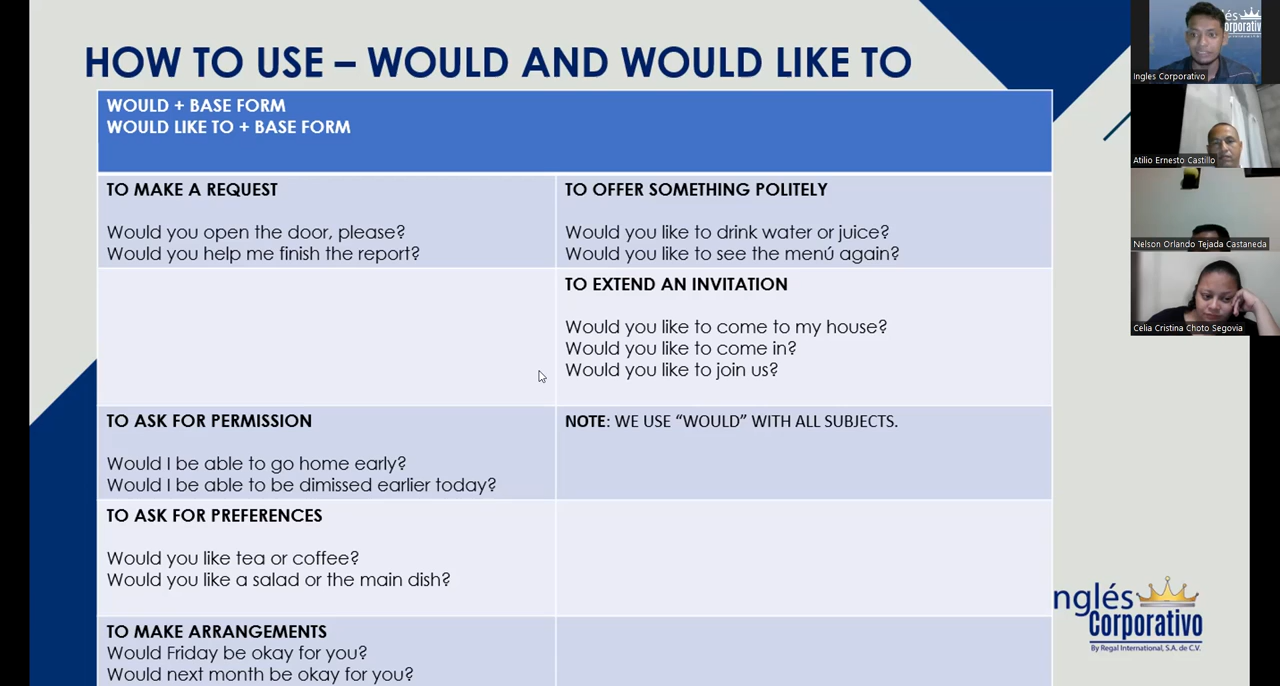 HOW TO USE – WOULD AND WOULD LIKE TO
WOULD + BASE FORM
WOULD LIKE TO + BASE FORM
TO MAKE A REQUEST
Would you open the door, please?
Would you help me finish the report?
TO OFFER SOMETHING POLITELY
Would you like to drink water or juice?
Would you like to see the menú again?
TO EXTEND AN INVITATION
Would you like to come to my house?
Would you like to come in?
Would you like to join us?
TO ASK FOR PERMISSION
Would I be able to go home early?
Would I be able to be dimissed earlier today?
NOTE: WE USE “WOULD” WITH ALL SUBJECTS.
TO ASK FOR PREFERENCES
Would you like tea or coffee?
Would you like a salad or the main dish?
TO MAKE ARRANGEMENTS
Would Friday be okay for you?
Would next month be okay for you?
nglés
Corporativo
By Regal International, S.A. de C.V.
és
orporativ
Ingles Corporativo
Atilio Ernesto Castillo
Nelson Orlando Tejada Castaneda
Celia Cristina Choto Segovia